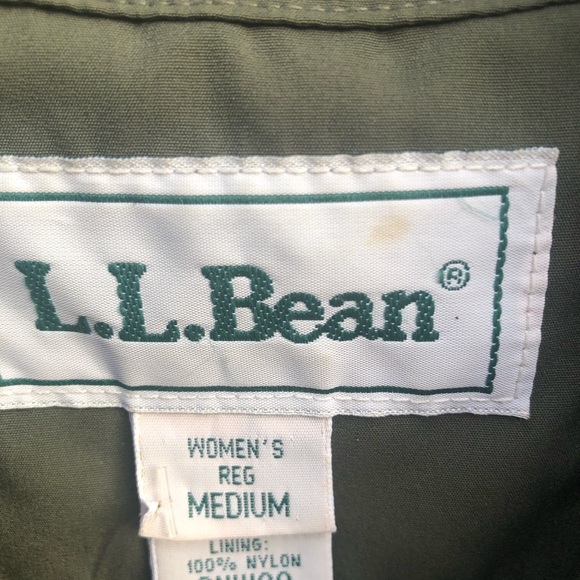 L.L.Bean®
WOMEN'S
REG
MEDIUM
LINING:
100% NYLON